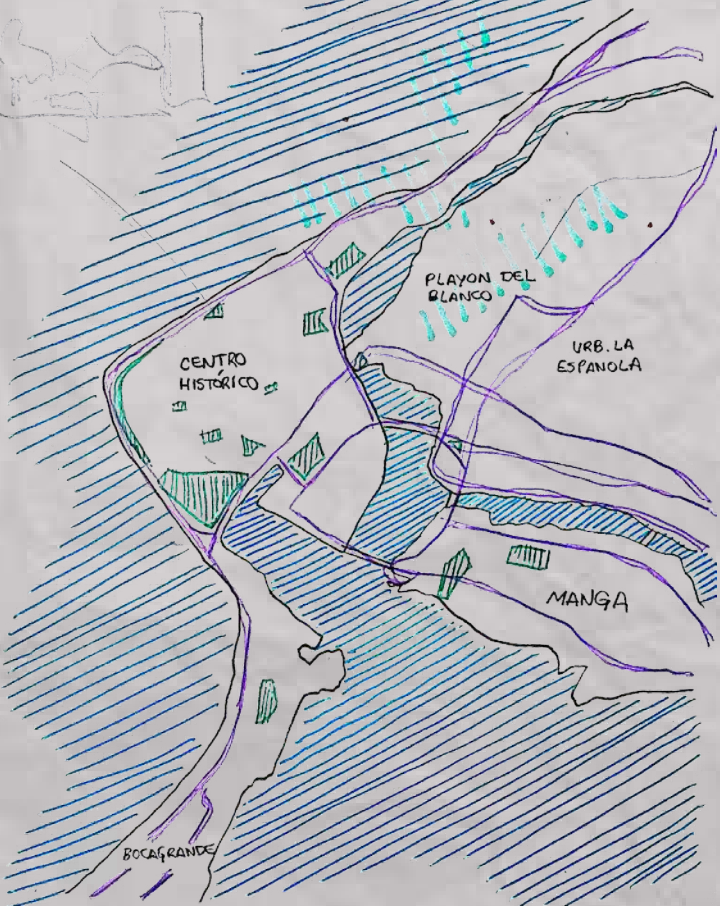 PLAYON DEL
BLANCO
CENTRO
HISTÓRICO
URB. LA
ESPANOLA
MANGA
BOCAGRANDE